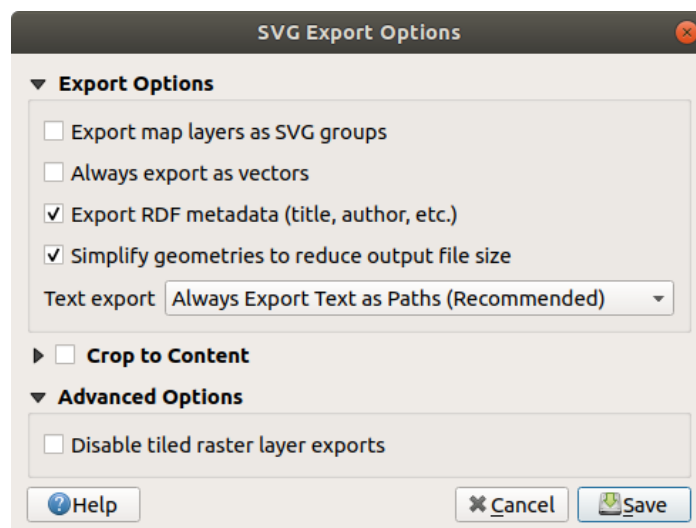 SVG Export Options
Export Options
Export map layers as SVG groups
Always export as vectors
Export RDF metadata (title, author, etc.)
Simplify geometries to reduce output file size
Text export Always Export Text as Paths (Recommended)
Crop to Content
Advanced Options
Disable tiled raster layer exports
Help Cancel Save